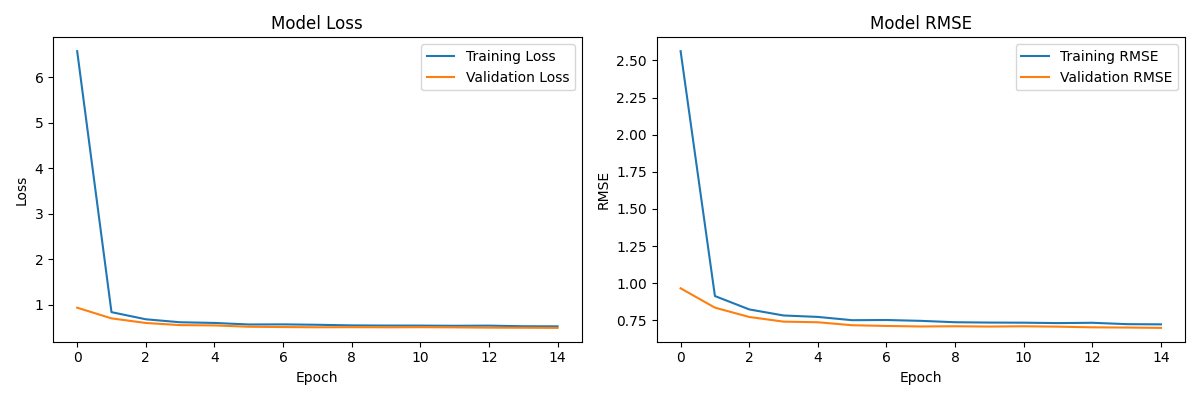 Model Loss
Training Loss
Validation Loss
Loss
6
5
4
3
2
1
0 2 4 6 8 10 12 14
Epoch
Model RMSE
Training RMSE
Validation RMSE
RMSE
2.50
2.25
2.00
1.75
1.50
1.25
1.00
0.75
0 2 4 6 8 10 12 14
Epoch